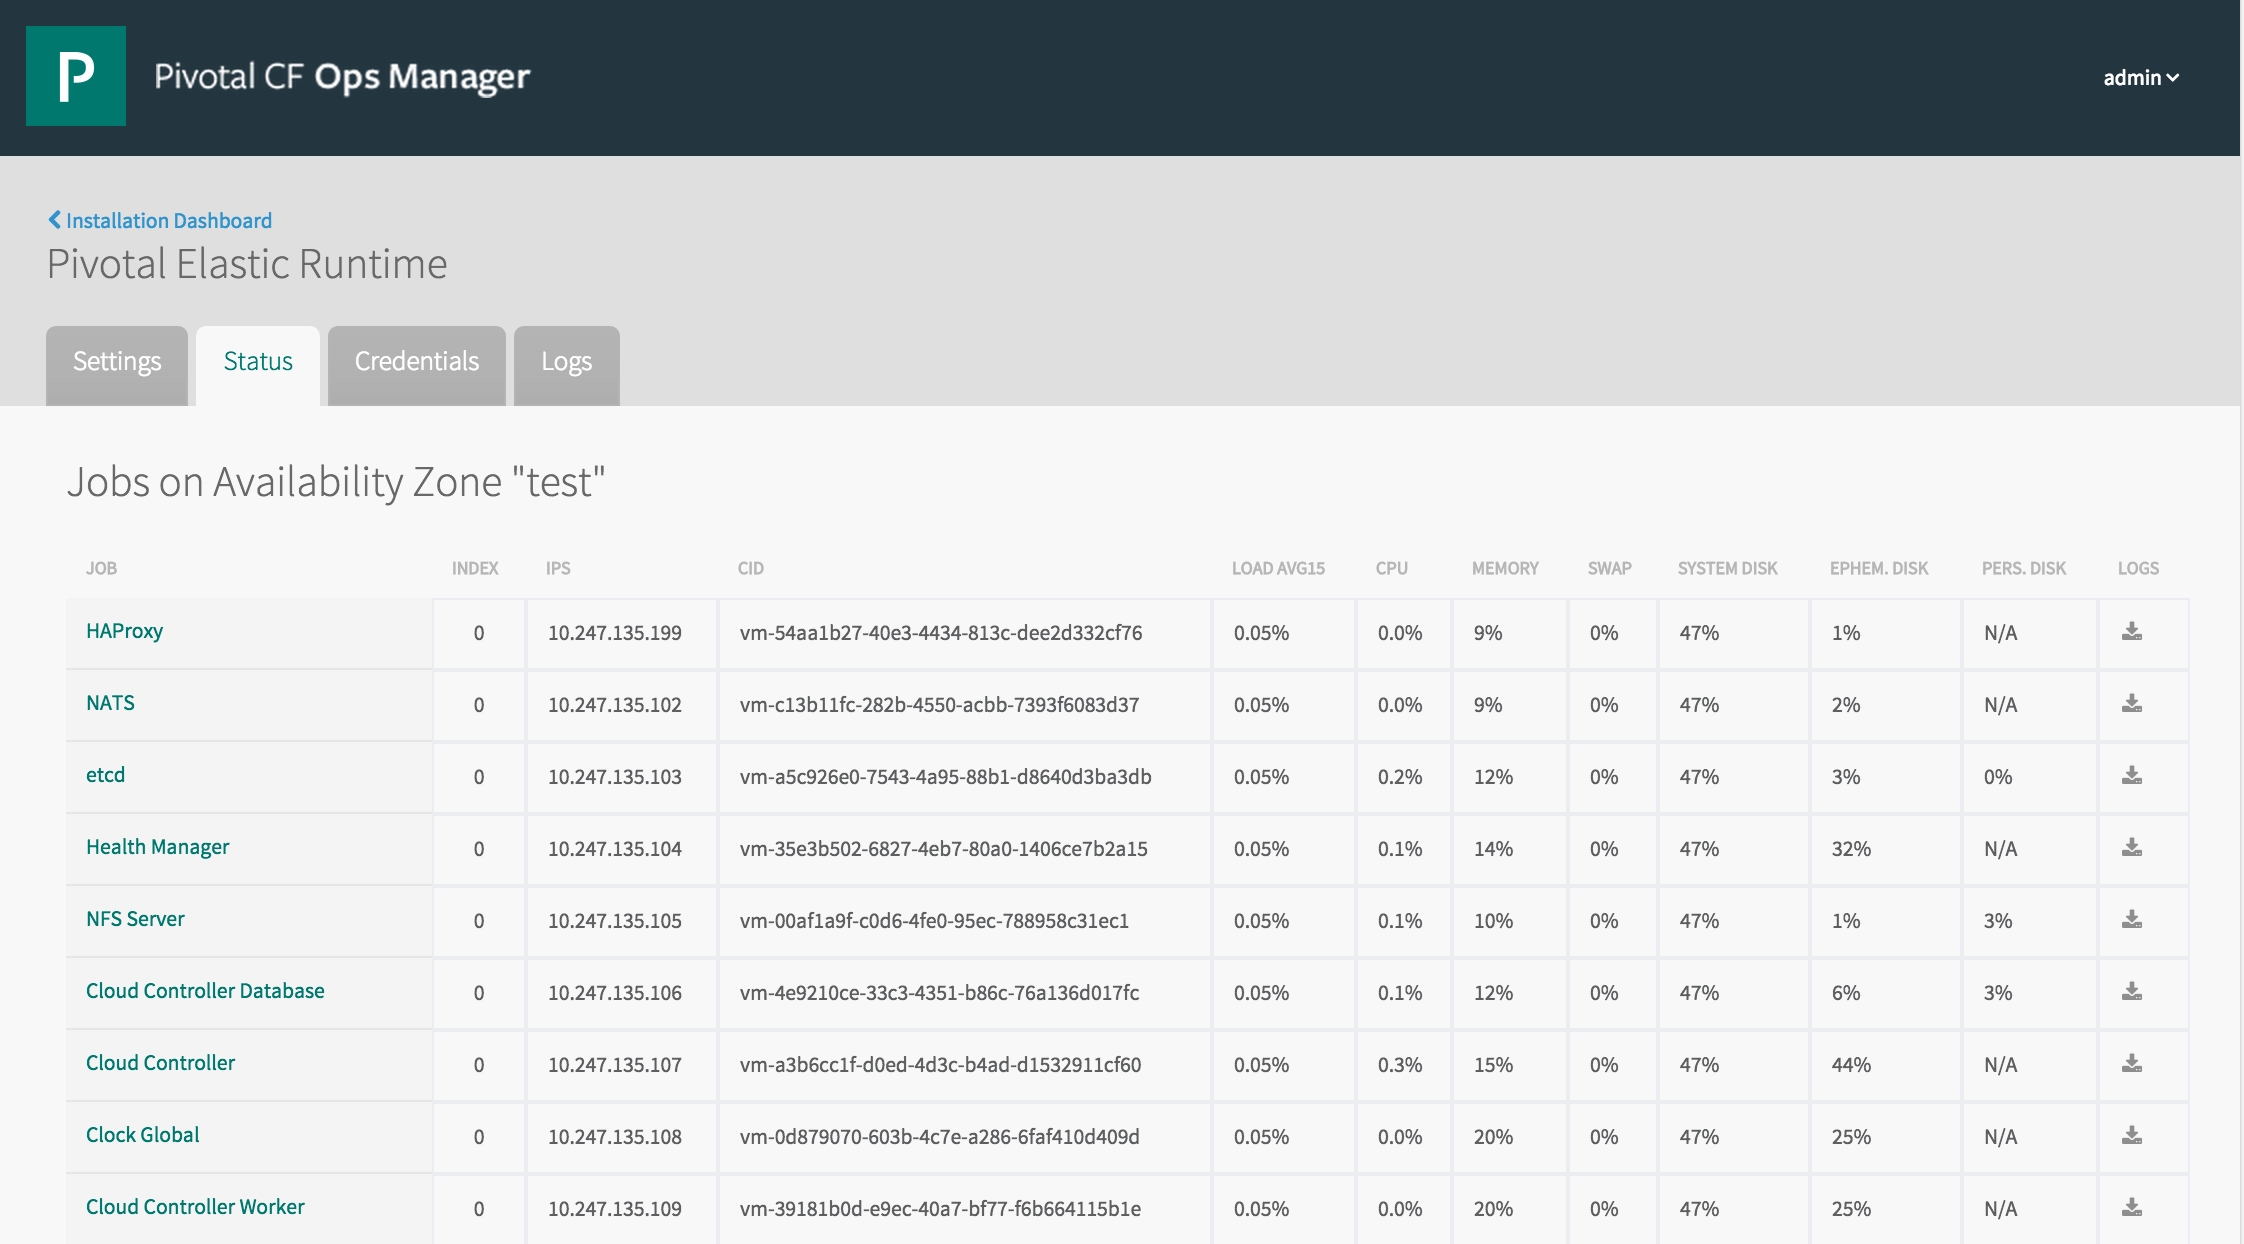 P
Pivotal CF Ops Manager
admin
Installation Dashboard
Pivotal Elastic Runtime
Settings Status Credentials Logs
Jobs on Availability Zone "test"
JOB INDEX IPS CID LOAD AVG15 CPU MEMORY SWAP SYSTEM DISK EPHEM. DISK PERS. DISK LOGS
HAProxy 0 10.247.135.199 vm-54aa1b27-40e3-4434-813c-dee2d332cf76 0.05% 0.0% 9% 0% 47% 1% N/A
NATS 0 10.247.135.102 vm-c13b11fc-282b-4550-acbb-7393f6083d37 0.05% 0.0% 9% 0% 47% 2% N/A
etcd 0 10.247.135.103 vm-a5c926e0-7543-4a95-88b1-d8640d3ba3db 0.05% 0.2% 12% 0% 47% 3% 0%
Health Manager 0 10.247.135.104 vm-35e3b502-6827-4eb7-80a0-1406ce7b2a15 0.05% 0.1% 14% 0% 47% 32% N/A
NFS Server 0 10.247.135.105 vm-00af1a9f-c0d6-4fe0-95ec-788958c31ec1 0.05% 0.1% 10% 0% 47% 1% 3%
Cloud Controller Database 0 10.247.135.106 vm-4e9210ce-33c3-4351-b86c-76a136d017fc 0.05% 0.1% 12% 0% 47% 6% 3%
Cloud Controller 0 10.247.135.107 vm-a3b6cc1f-d0ed-4d3c-b4ad-d1532911cf60 0.05% 0.3% 15% 0% 47% 44% N/A
Clock Global 0 10.247.135.108 vm-0d879070-603b-4c7e-a286-6faf410d409d 0.05% 0.0% 20% 0% 47% 25% N/A
Cloud Controller Worker 0 10.247.135.109 vm-39181b0d-e9ec-40a7-bf77-f6b664115b1e 0.05% 0.0% 20% 0% 47% 25% N/A